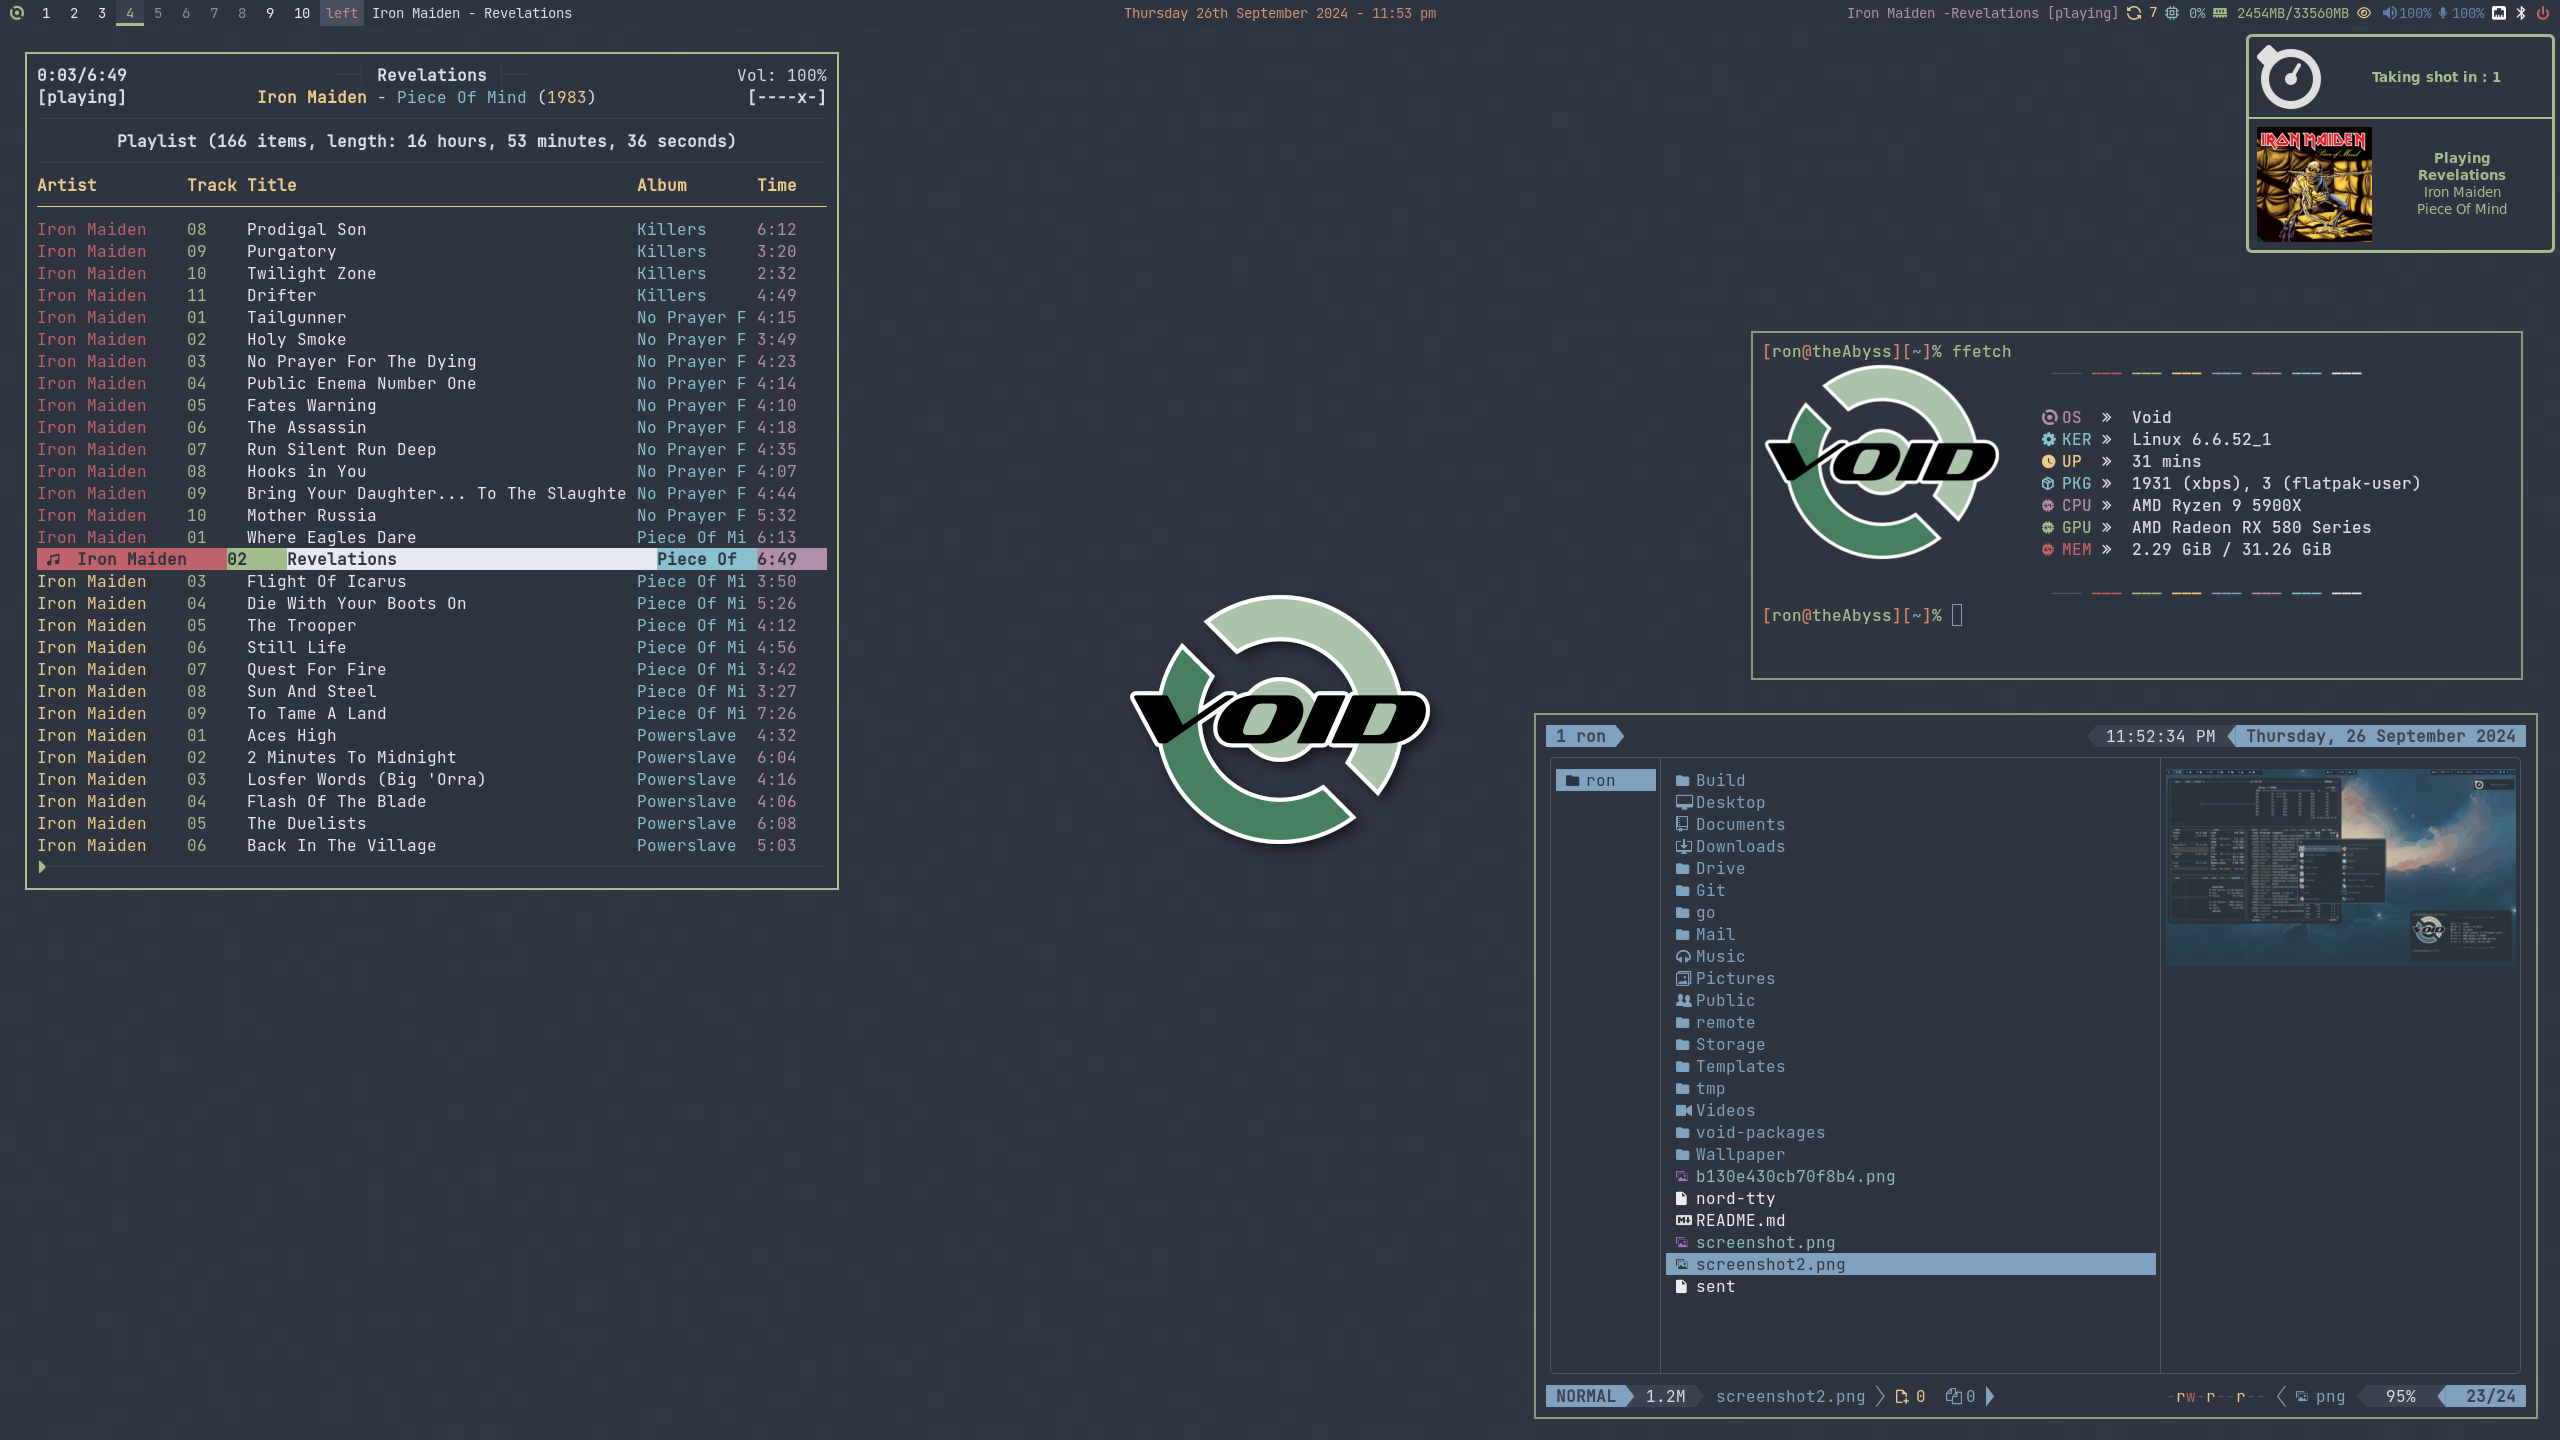 1 2 3 4 5 6 7 8 9 10 left Iron Maiden - Revelations
Thursday 26th September 2024 - 11:53 pm
Iron Maiden -Revelations [playing] 7 0% 2454MB/33560MB 100% 100%
0:03/6:49 Revelations Vol: 100%
[playing] Iron Maiden - Piece Of Mind (1983) [----x-]
Playlist (166 items, length: 16 hours, 53 minutes, 36 seconds)
Artist Track Title Album Time
Iron Maiden 08 Prodigal Son Killers 6:12
Iron Maiden 09 Purgatory Killers 3:20
Iron Maiden 10 Twilight Zone Killers 2:32
Iron Maiden 11 Drifter Killers 4:49
Iron Maiden 01 Tailgunner No Prayer F 4:15
Iron Maiden 02 Holy Smoke No Prayer F 3:49
Iron Maiden 03 No Prayer For The Dying No Prayer F 4:23
Iron Maiden 04 Public Enema Number One No Prayer F 4:14
Iron Maiden 05 Fates Warning No Prayer F 4:10
Iron Maiden 06 The Assassin No Prayer F 4:18
Iron Maiden 07 Run Silent Run Deep No Prayer F 4:35
Iron Maiden 08 Hooks in You No Prayer F 4:07
Iron Maiden 09 Bring Your Daughter... To The Slaughte No Prayer F 4:44
Iron Maiden 10 Mother Russia No Prayer F 5:32
Iron Maiden 01 Where Eagles Dare Piece Of Mi 6:13
Iron Maiden 02 Revelations Piece Of 6:49
Iron Maiden 03 Flight Of Icarus Piece Of Mi 3:50
Iron Maiden 04 Die With Your Boots On Piece Of Mi 5:26
Iron Maiden 05 The Trooper Piece Of Mi 4:12
Iron Maiden 06 Still Life Piece Of Mi 4:56
Iron Maiden 07 Quest For Fire Piece Of Mi 3:42
Iron Maiden 08 Sun And Steel Piece Of Mi 3:27
Iron Maiden 09 To Tame A Land Piece Of Mi 7:26
Iron Maiden 01 Aces High Powerslave 4:32
Iron Maiden 02 2 Minutes To Midnight Powerslave 6:04
Iron Maiden 03 Losfer Words (Big 'Orra) Powerslave 4:16
Iron Maiden 04 Flash Of The Blade Powerslave 4:06
Iron Maiden 05 The Duelists Powerslave 6:08
Iron Maiden 06 Back In The Village Powerslave 5:03
VOID
Taking shot in : 1
IRON MAIDEN
Piece of Mind
Playing
Revelations
Iron Maiden
Piece Of Mind
[ron@theAbyss][~]% ffetch
VOID
OS » Void
KER » Linux 6.6.52_1
UP » 31 mins
PKG » 1931 (xbps), 3 (flatpak-user)
CPU » AMD Ryzen 9 5900X
GPU » AMD Radeon RX 580 Series
MEM » 2.29 GiB / 31.26 GiB
[ron@theAbyss][~]%
1 ron 11:52:34 PM Thursday, 26 September 2024
ron
Build
Desktop
Documents
Downloads
Drive
Git
go
Mail
Music
Pictures
Public
remote
Storage
Templates
tmp
Videos
void-packages
Wallpaper
b130e430cb70f8b4.png
nord-tty
README.md
screenshot.png
screenshot2.png
sent
NORMAL 1.2M screenshot2.png 0 0 -rw-r--r-- png 95% 23/24